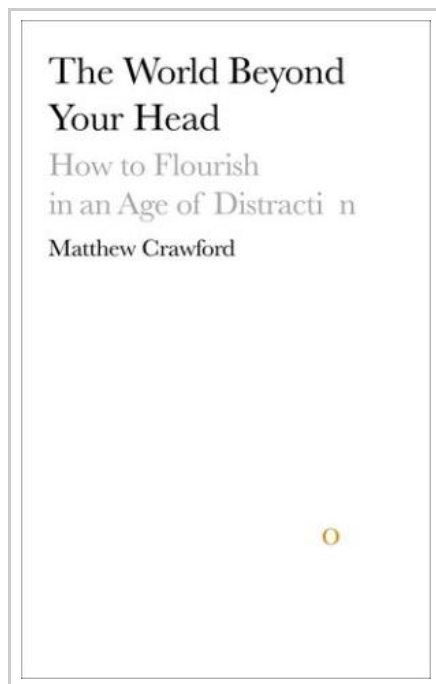 The World Beyond
Your Head
How to Flourish
in an Age of Distracti n
Matthew Crawford
o